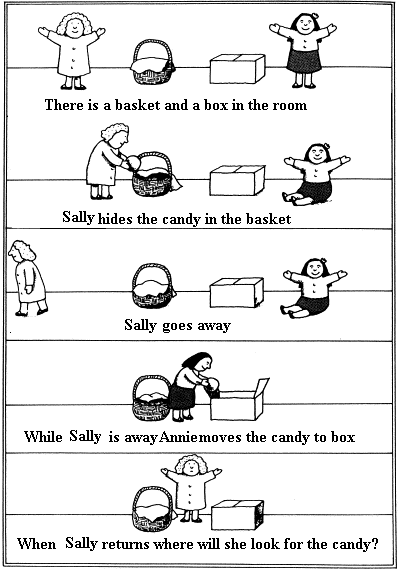 There is a basket and a box in the room
Sally hides the candy in the basket
Sally goes away
While Sally is away Anniemoves the candy to box
When Sally returns where will she look for the candy?